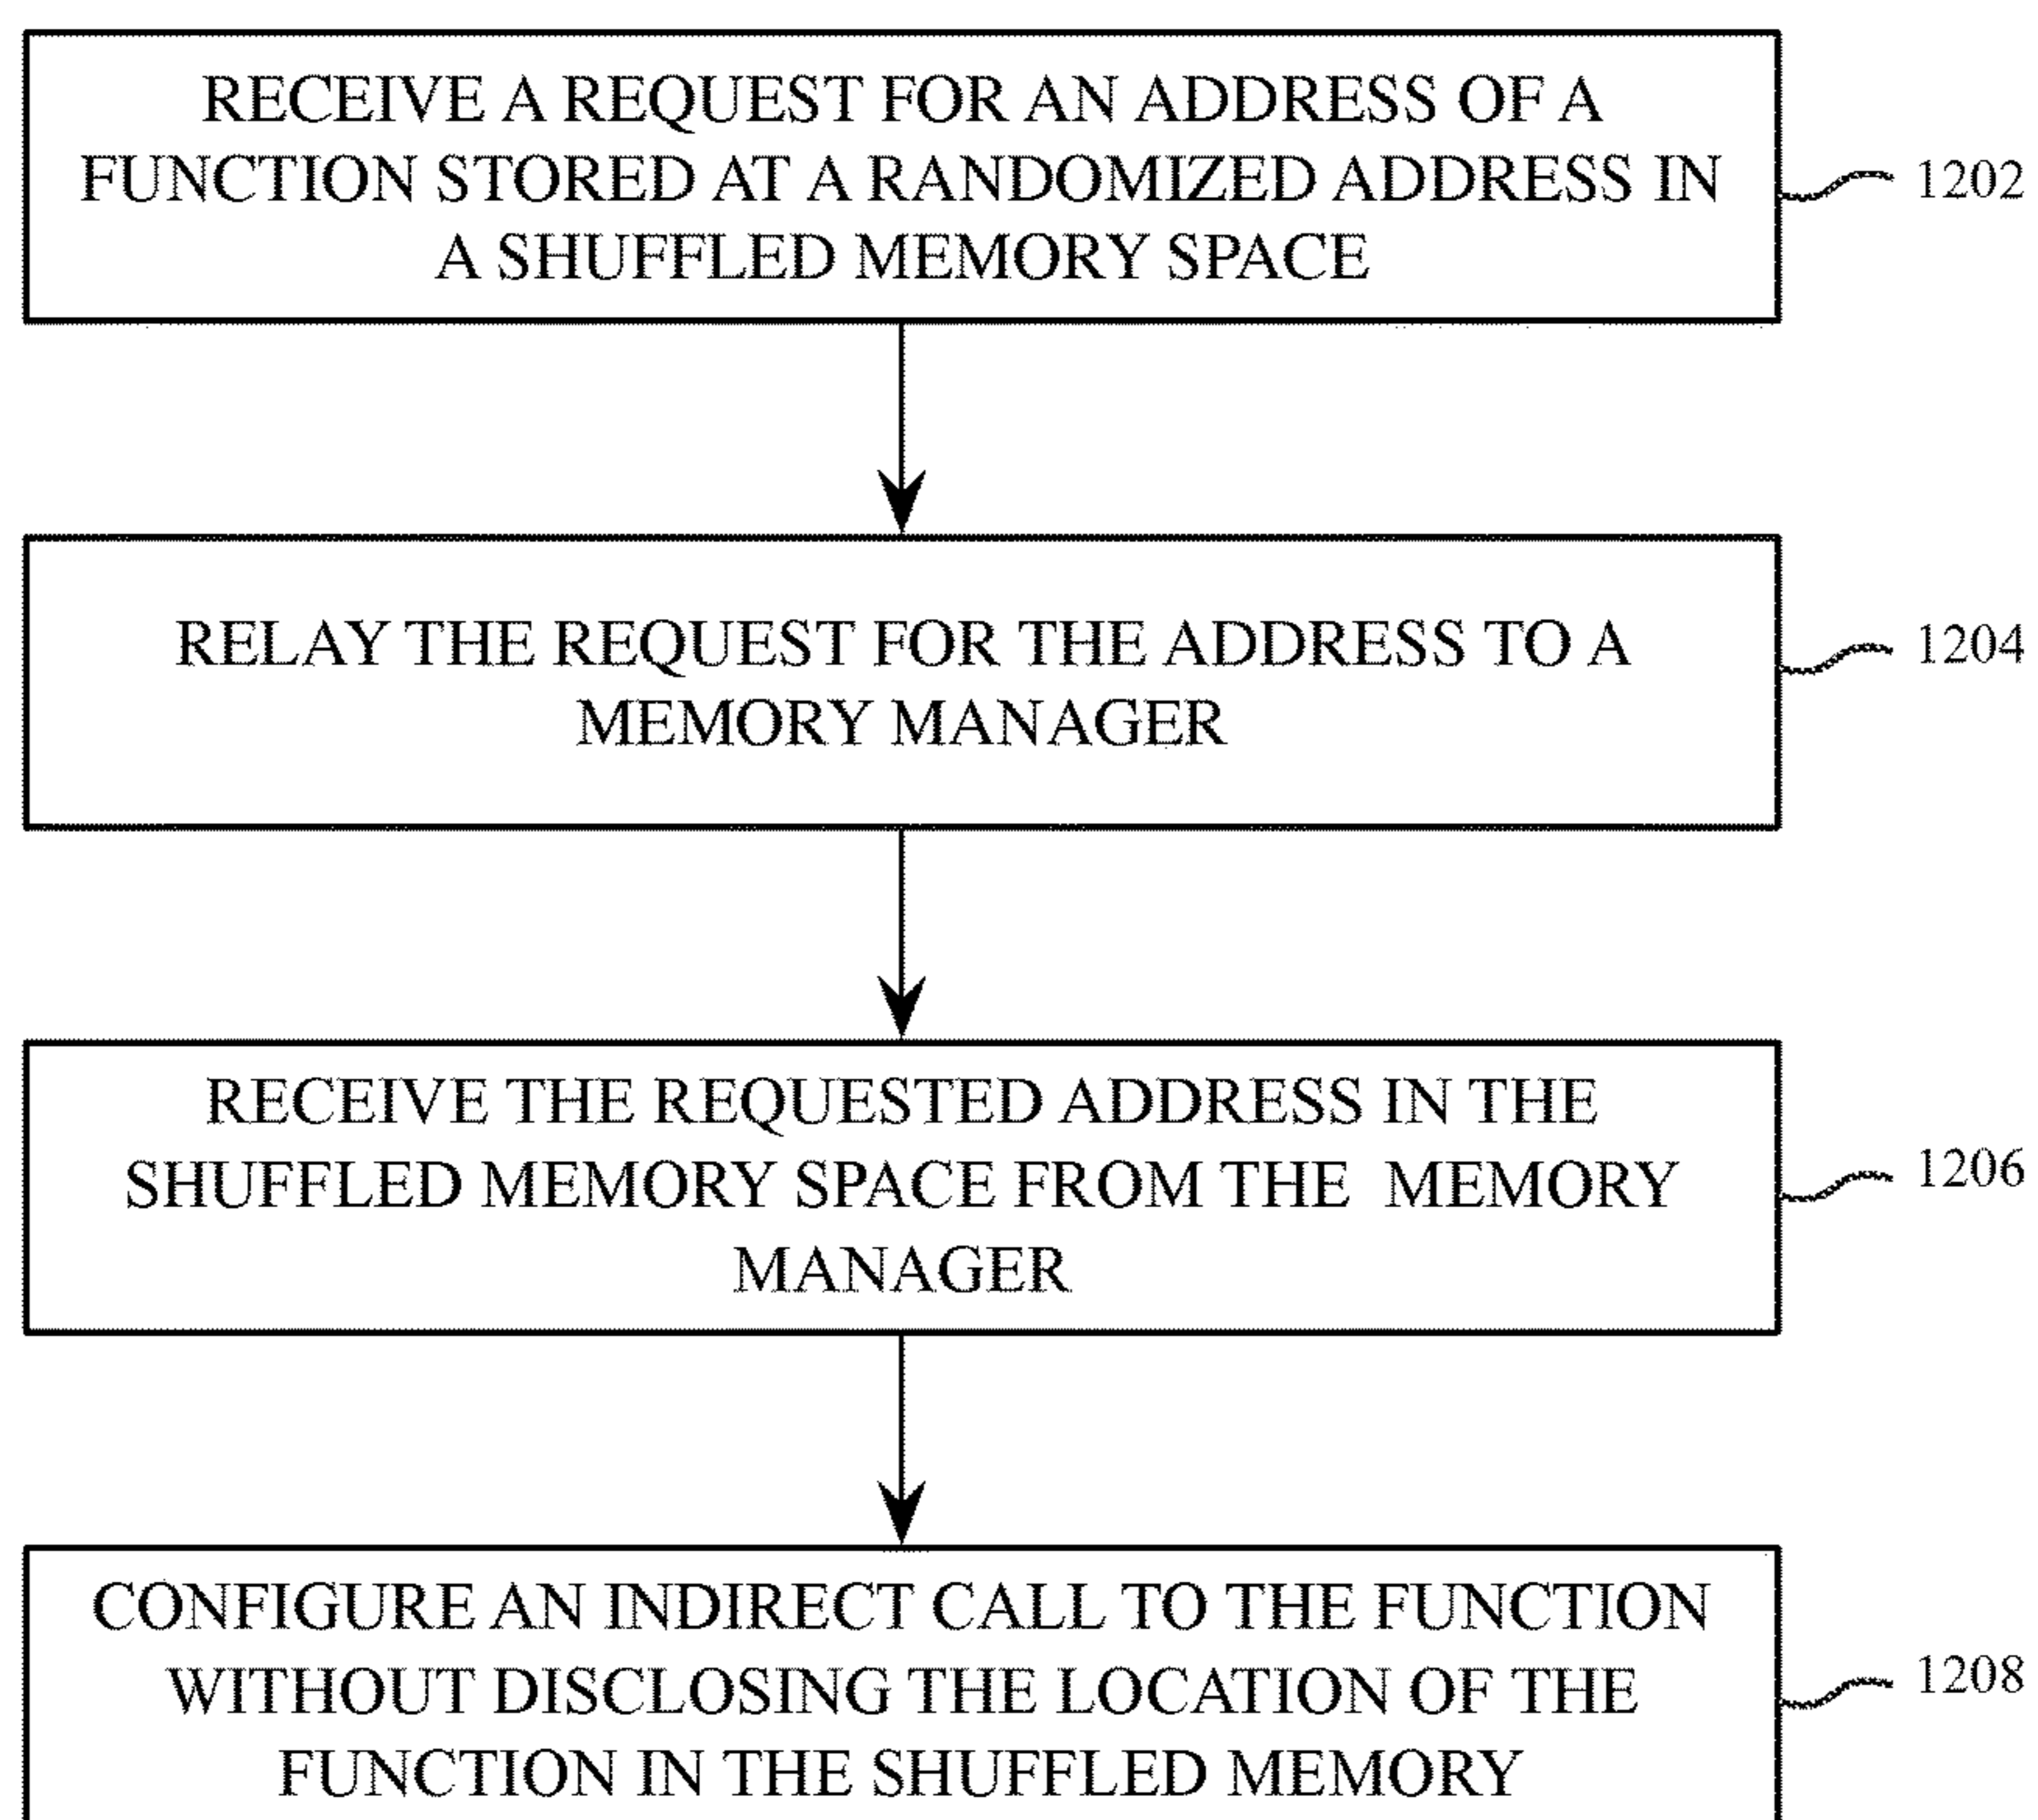 RECEIVE A REQUEST FOR AN ADDRESS OF A
FUNCTION STORED AT A RANDOMIZED ADDRESS IN
A SHUFFLED MEMORY SPACE
1202
RELAY THE REQUEST FOR THE ADDRESS TO A
MEMORY MANAGER
1204
RECEIVE THE REQUESTED ADDRESS IN THE
SHUFFLED MEMORY SPACE FROM THE MEMORY
MANAGER
1206
CONFIGURE AN INDIRECT CALL TO THE FUNCTION
WITHOUT DISCLOSING THE LOCATION OF THE
FUNCTION IN THE SHUFFLED MEMORY
1208